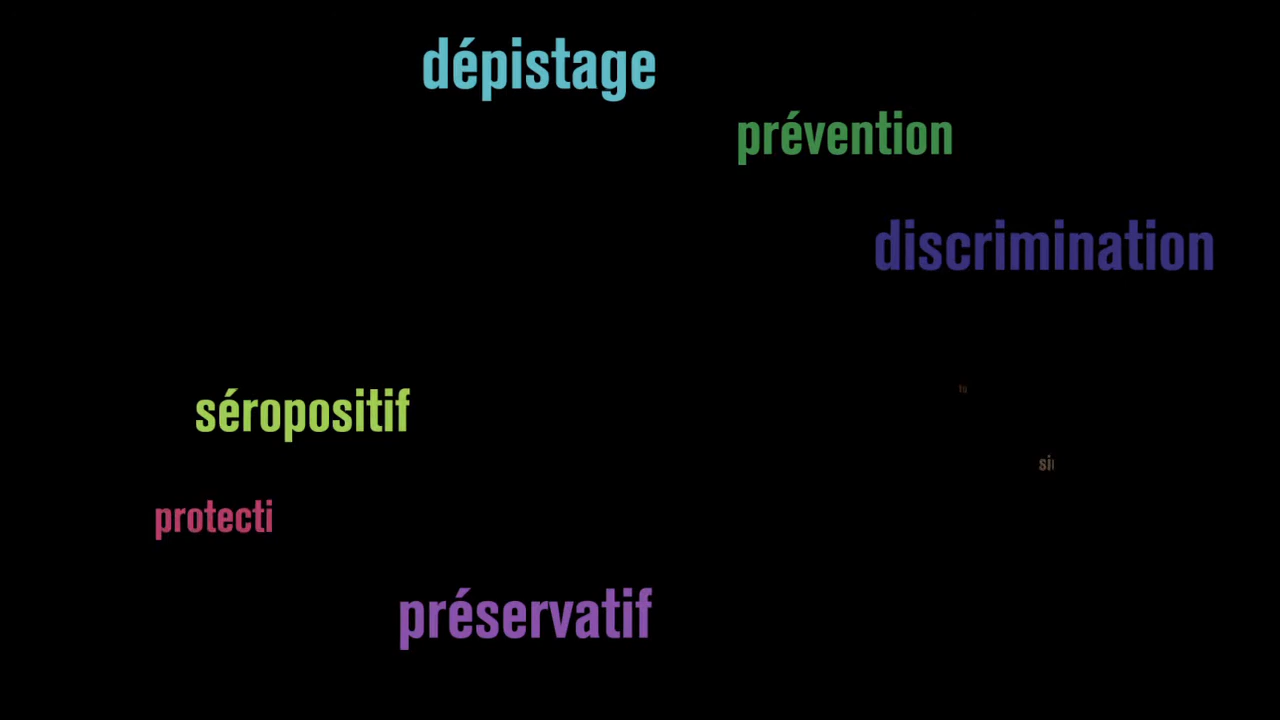 dépistage
prévention
discrimination
séropositif
protecti
préservatif